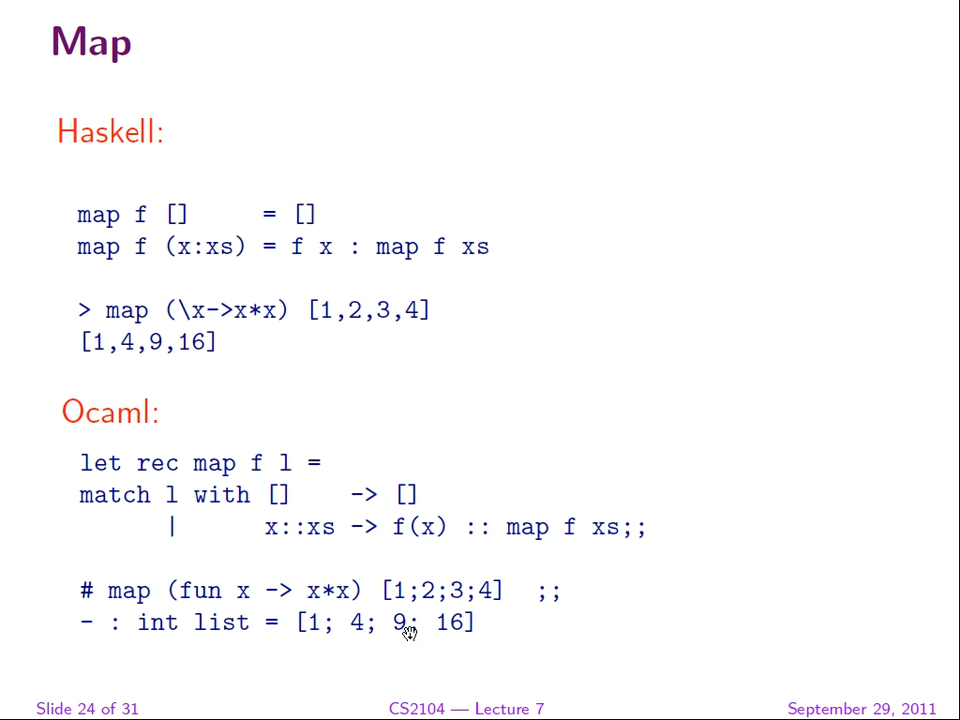 Map
Haskell:
map f []     = []
map f (x:xs) = f x : map f xs
> map (\x->x*x) [1,2,3,4]
[1,4,9,16]
Ocaml:
let rec map f l =
match l with []    -> []
      |      x::xs -> f(x) :: map f xs;;
# map (fun x -> x*x) [1;2;3;4]  ;;
- : int list = [1; 4; 9; 16]
Slide 24 of 31 CS2104 — Lecture 7 September 29, 2011